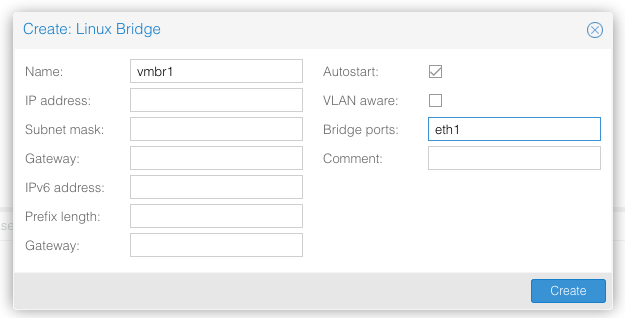 Create: Linux Bridge
Name: vmbr1
IP address:
Subnet mask:
Gateway:
IPv6 address:
Prefix length:
Gateway:
Autostart:
VLAN aware:
Bridge ports: eth1
Comment:
Create